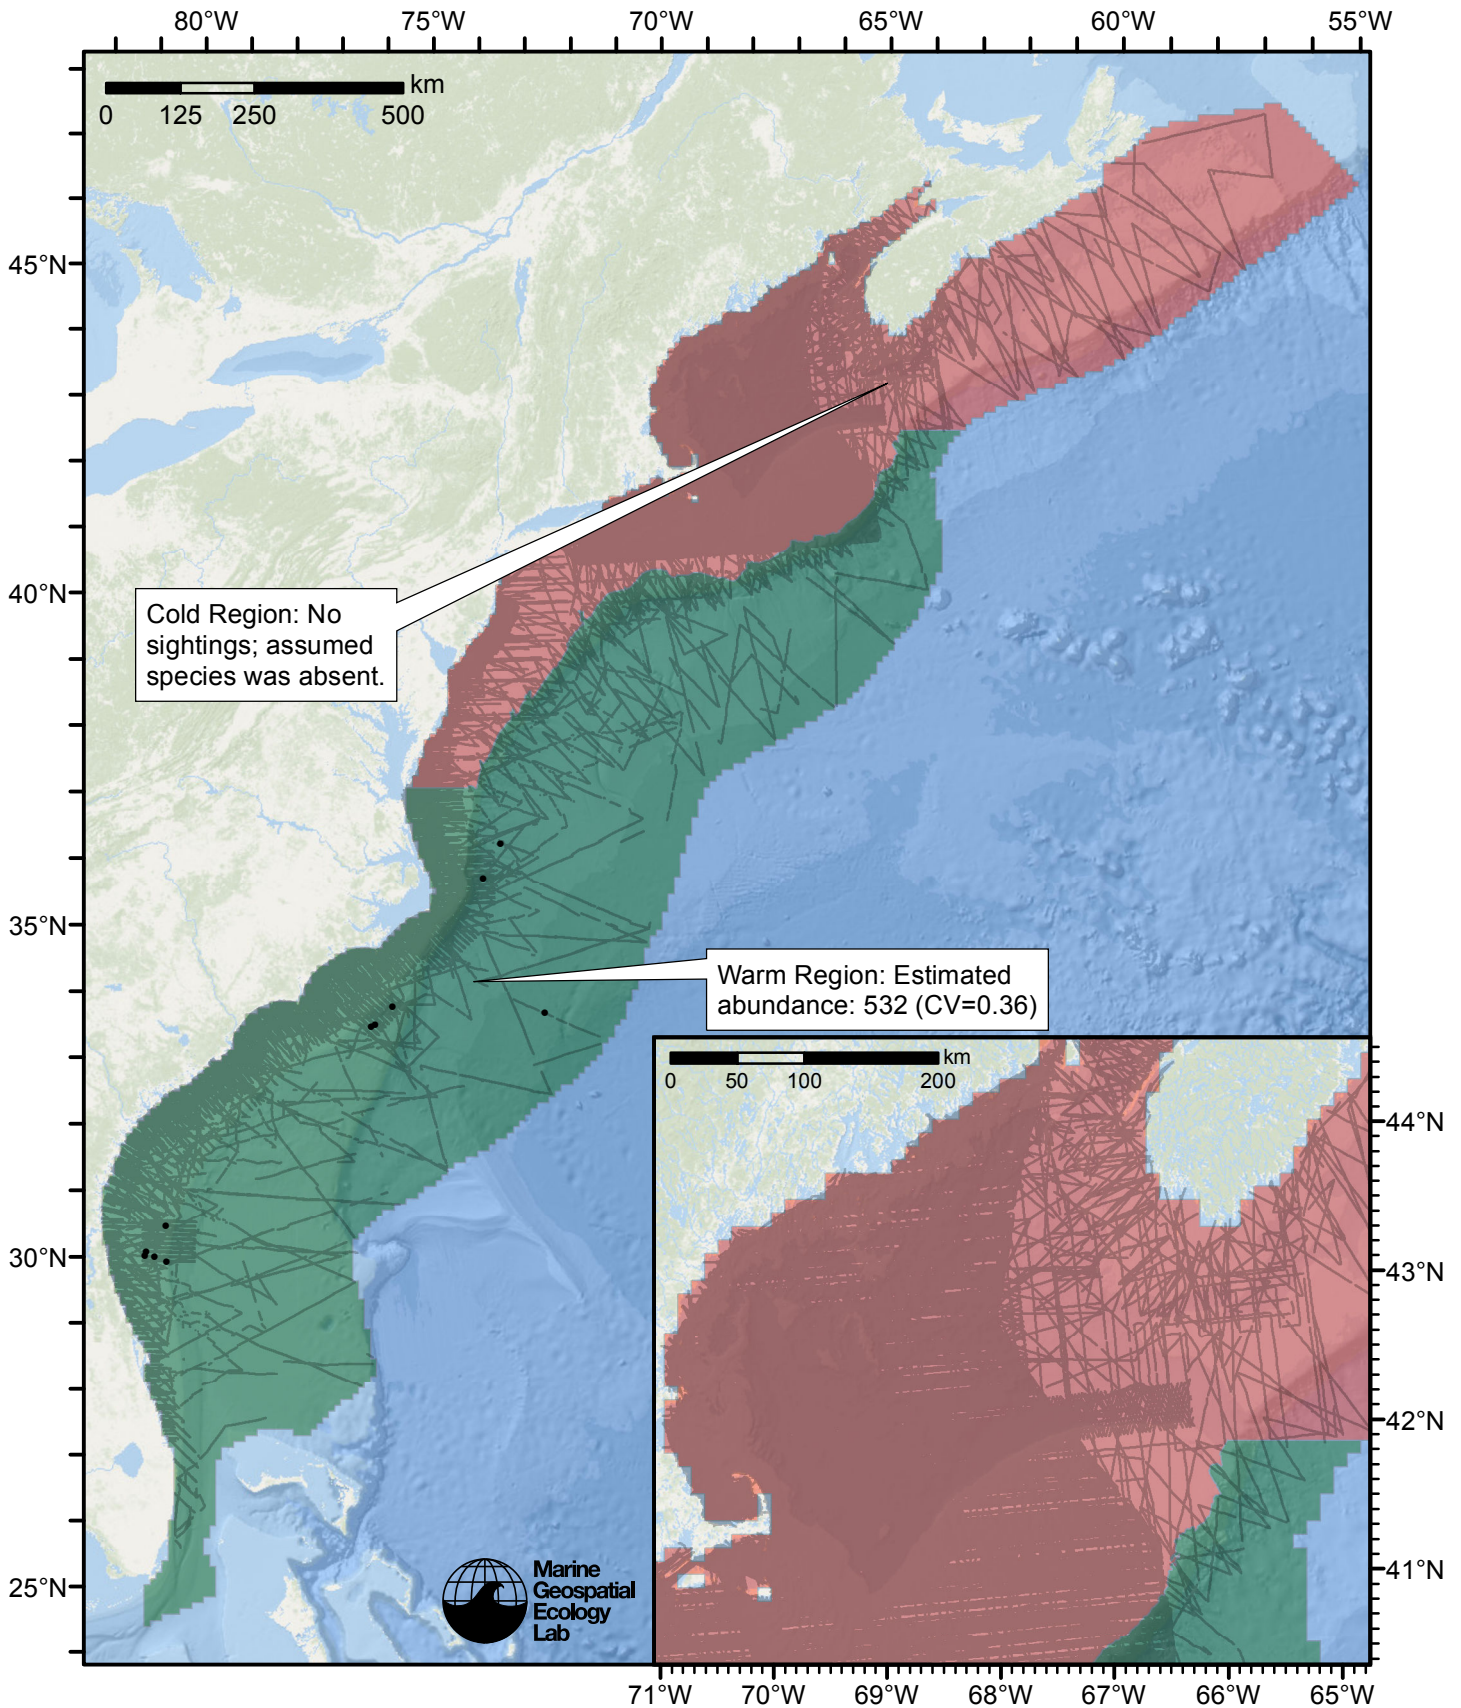 80°W 75°W 70°W 65°W 60°W 55°W
km
0 125 250 500
45°N
40°N
35°N
30°N
25°N
Cold Region: No
sightings; assumed
species was absent.
Warm Region: Estimated
abundance: 532 (CV=0.36)
km
0 50 100 200
44°N
43°N
42°N
41°N
Marine
Geospatial
Ecology
Lab
71°W 70°W 69°W 68°W 67°W 66°W 65°W